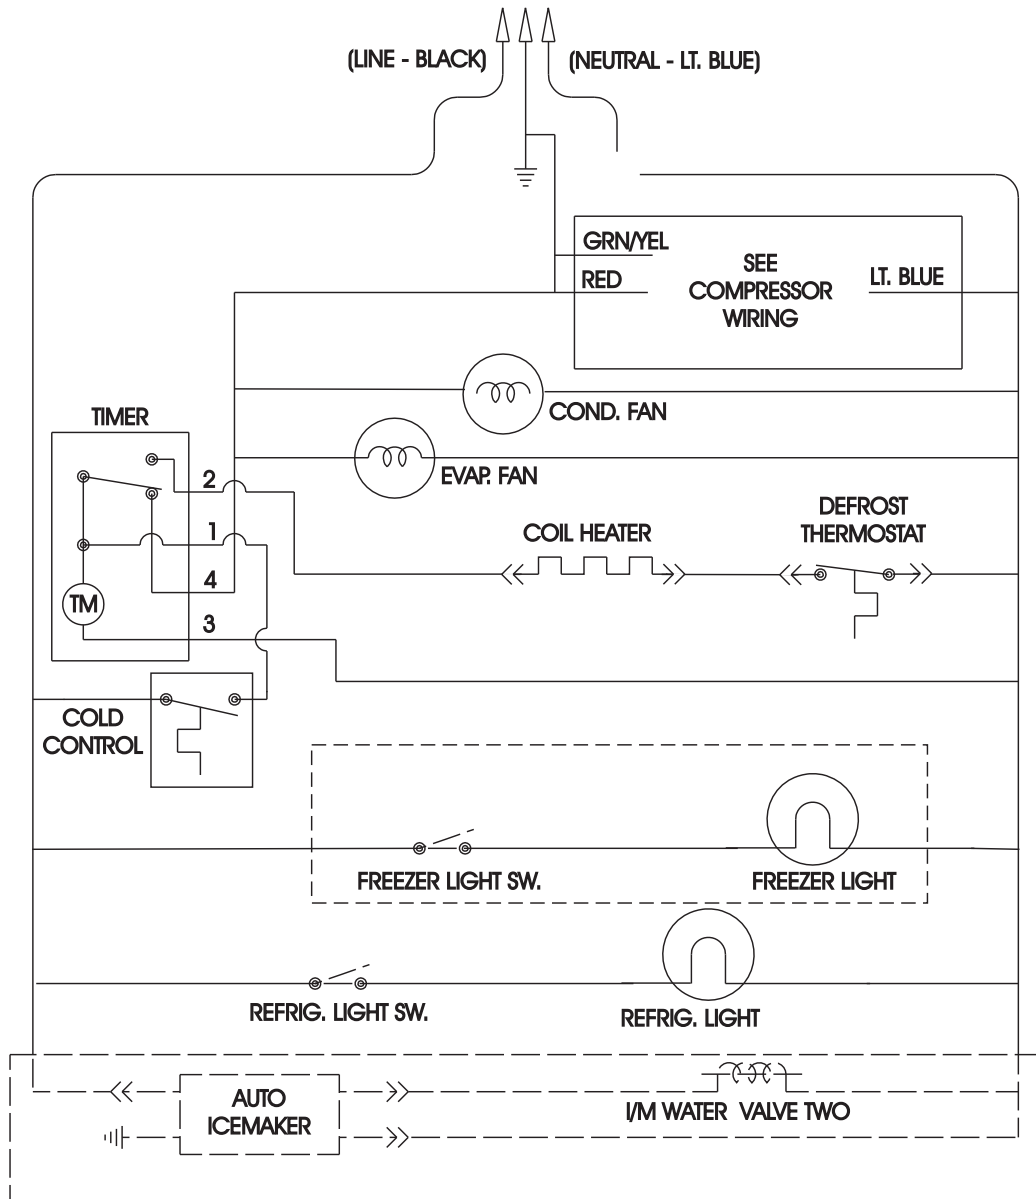 (LINE - BLACK)
(NEUTRAL - LT. BLUE)
GRN/YEL
RED
SEE
COMPRESSOR
WIRING
LT. BLUE
COND. FAN
TIMER
EVAP. FAN
2
1
4
3
TM
COIL HEATER
DEFROST
THERMOSTAT
COLD
CONTROL
FREEZER LIGHT SW.
FREEZER LIGHT
REFRIG. LIGHT SW.
REFRIG. LIGHT
AUTO
ICEMAKER
I/M WATER VALVE TWO